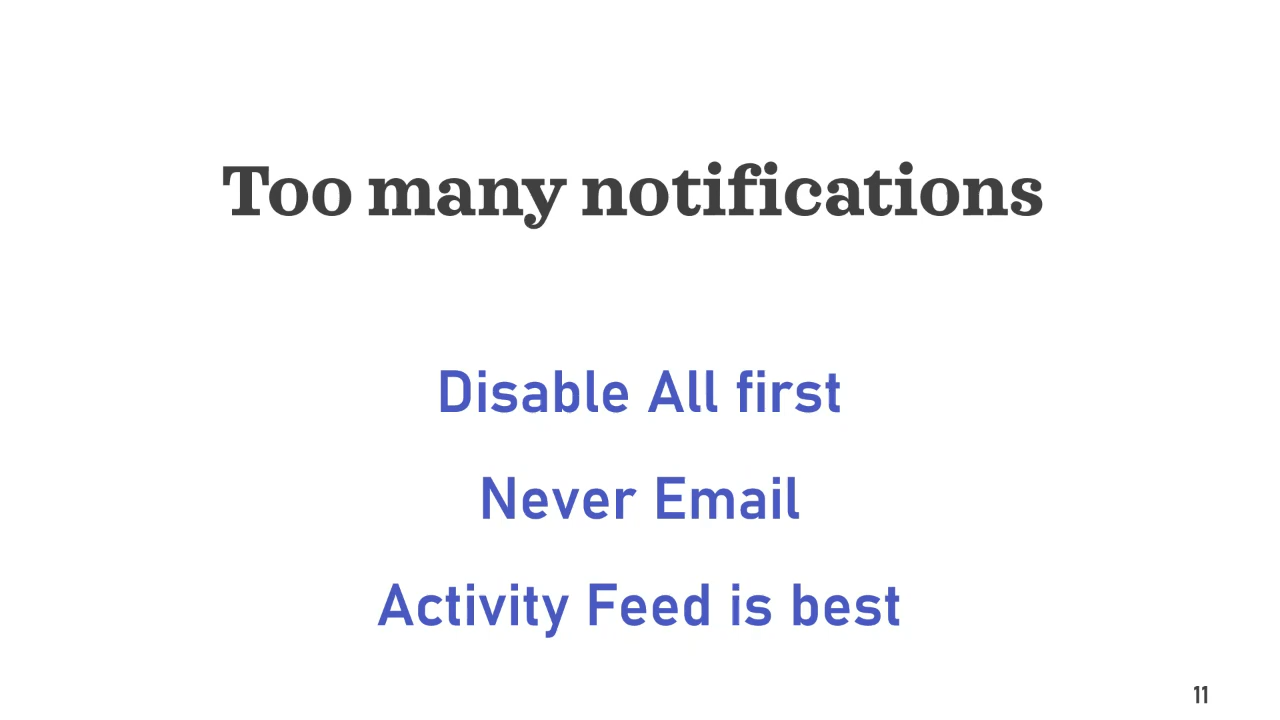 Too many notifications
Disable All first
Never Email
Activity Feed is best
11